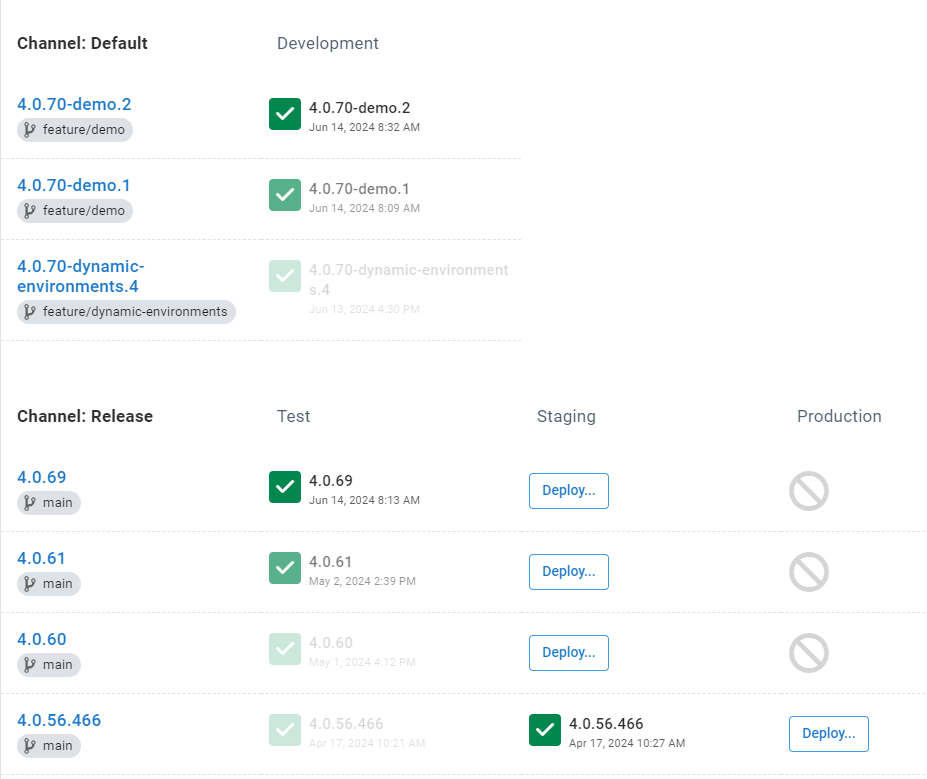 Channel: Default Development
4.0.70-demo.2
feature/demo
4.0.70-demo.2
Jun 14, 2024 8:32 AM
4.0.70-demo.1
feature/demo
4.0.70-demo.1
Jun 14, 2024 8:09 AM
4.0.70-dynamic-
environments.4
feature/dynamic-environments
4.0.70-dynamic-environment
s.4
Jun 13, 2024 4:30 PM
Channel: Release Test Staging Production
4.0.69
main
4.0.69
Jun 14, 2024 8:13 AM
Deploy...
4.0.61
main
4.0.61
May 2, 2024 2:39 PM
Deploy...
4.0.60
main
4.0.60
May 1, 2024 4:12 PM
Deploy...
4.0.56.466
main
4.0.56.466
Apr 17, 2024 10:21 AM
4.0.56.466
Apr 17, 2024 10:27 AM
Deploy...